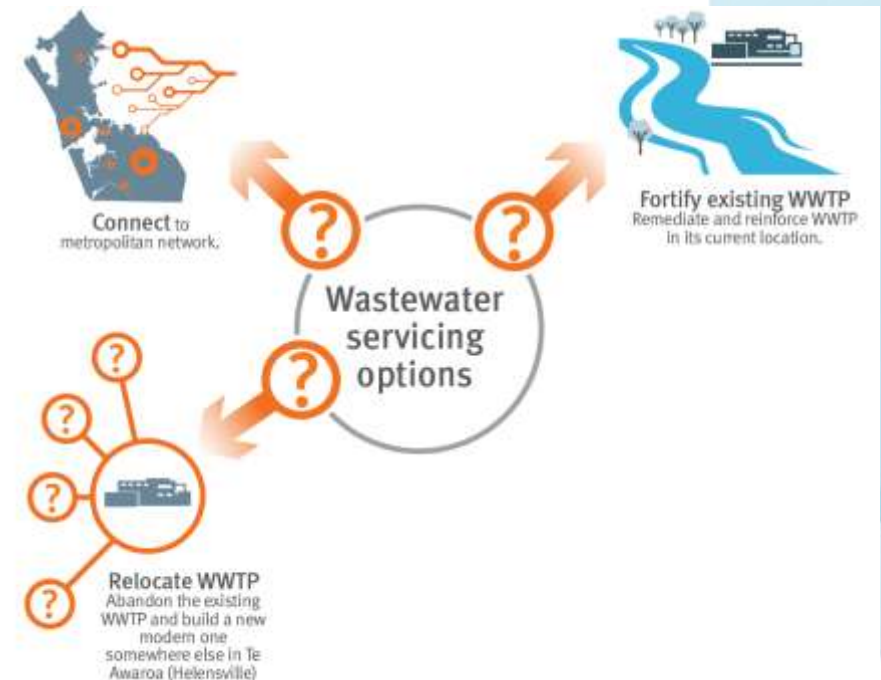 Connect to
metropolitan network.
Fortify existing WWTP
Remediate and reinforce WWTP
in its current location.
?
?
Wastewater
servicing
options
?
?
?
?
?
Relocate WWTP
Abandon the existing
WWTP and build a new
modern one
somewhere else in Te
Awaroa (Helensville)